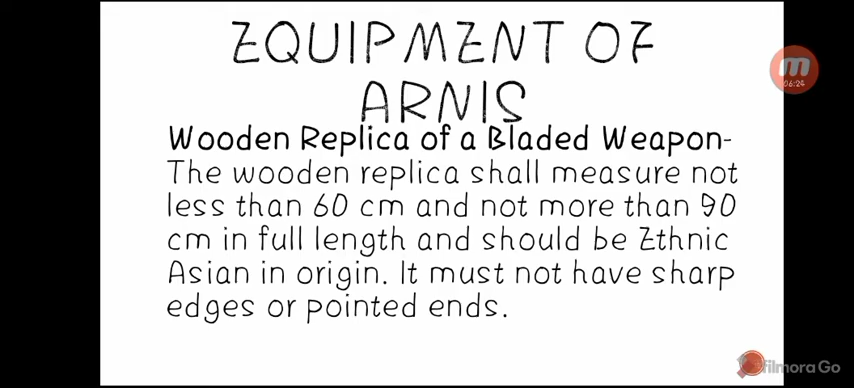 EQUIPMENT OF
ARNIS
Wooden Replica of a Bladed Weapon-
The wooden replica shall measure not
less than 60 cm and not more than 90
cm in full length and should be Ethnic
Asian in origin. It must not have sharp
edges or pointed ends.
06:24
filmora Go